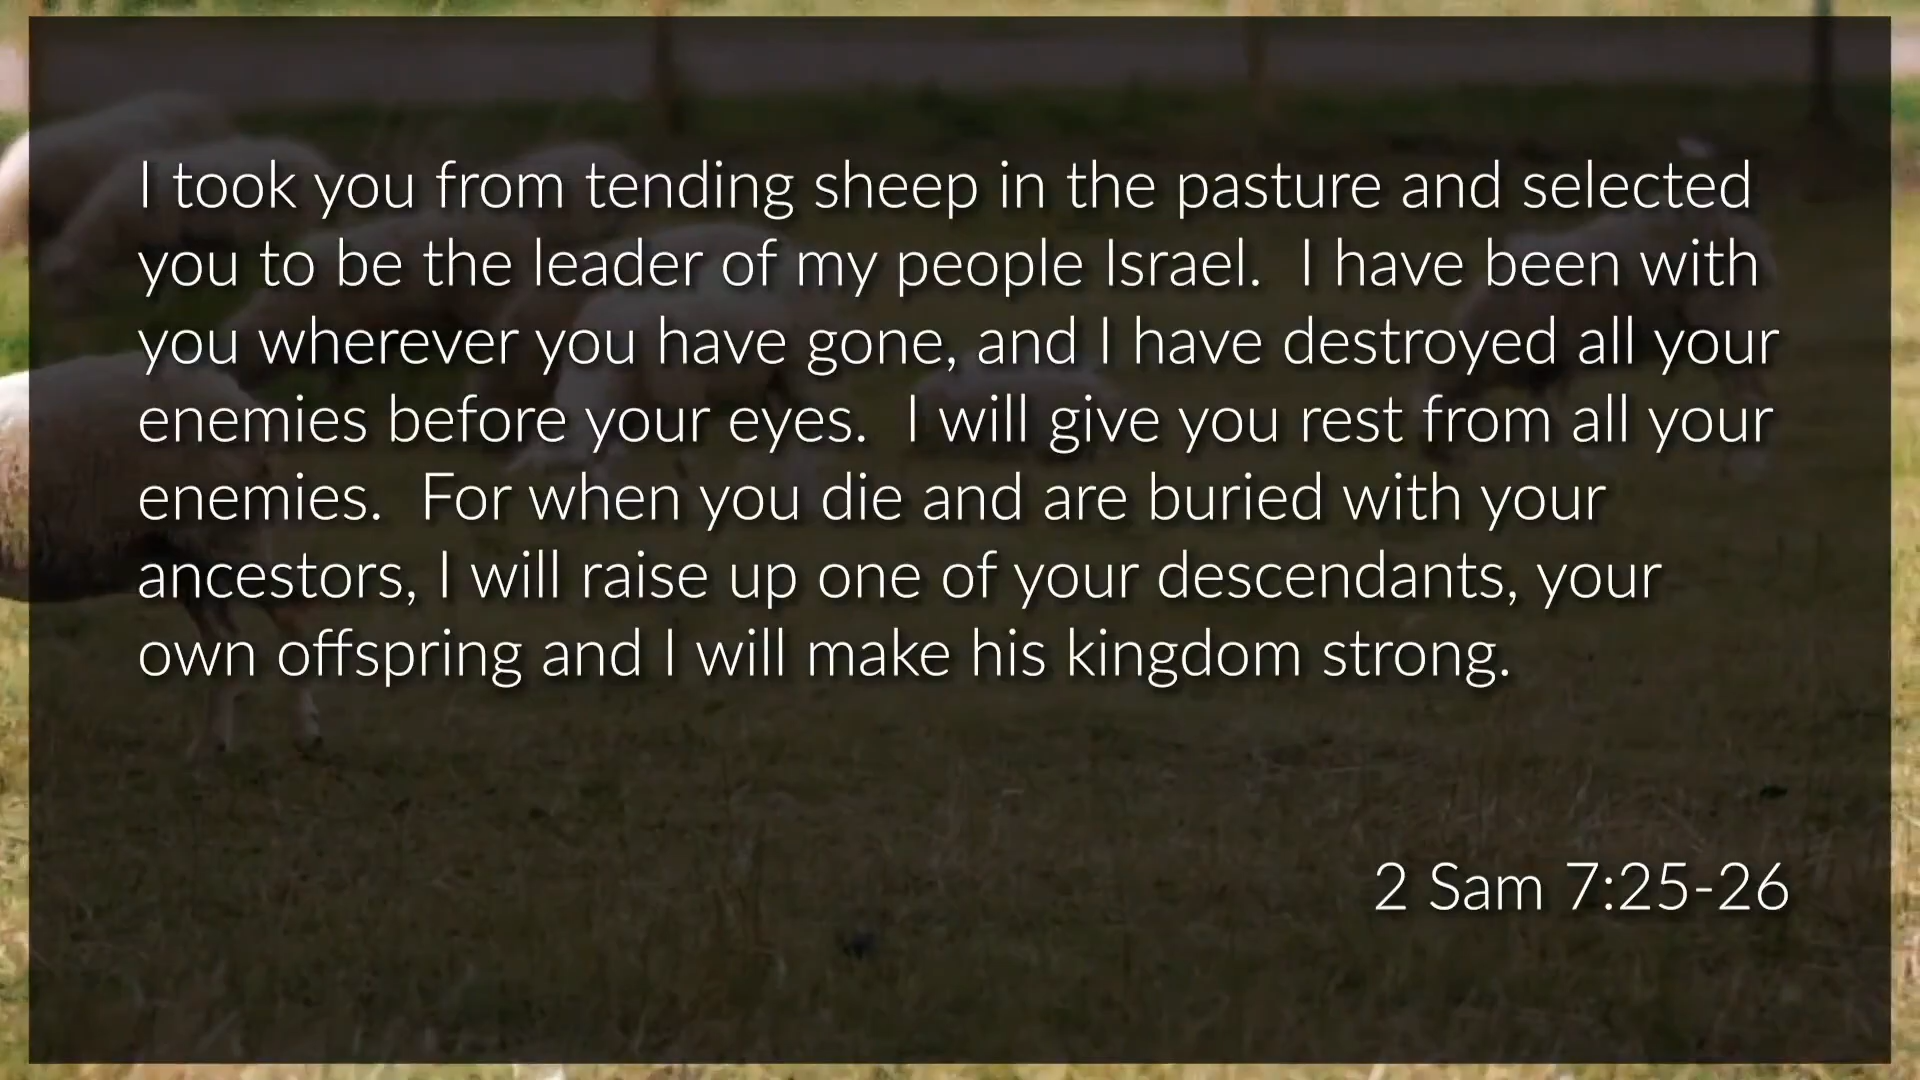 I took you from tending sheep in the pasture and selected
you to be the leader of my people Israel.  I have been with
you wherever you have gone, and I have destroyed all your
enemies before your eyes.  I will give you rest from all your
enemies.  For when you die and are buried with your
ancestors, I will raise up one of your descendants, your
own offspring and I will make his kingdom strong.
2 Sam 7:25-26